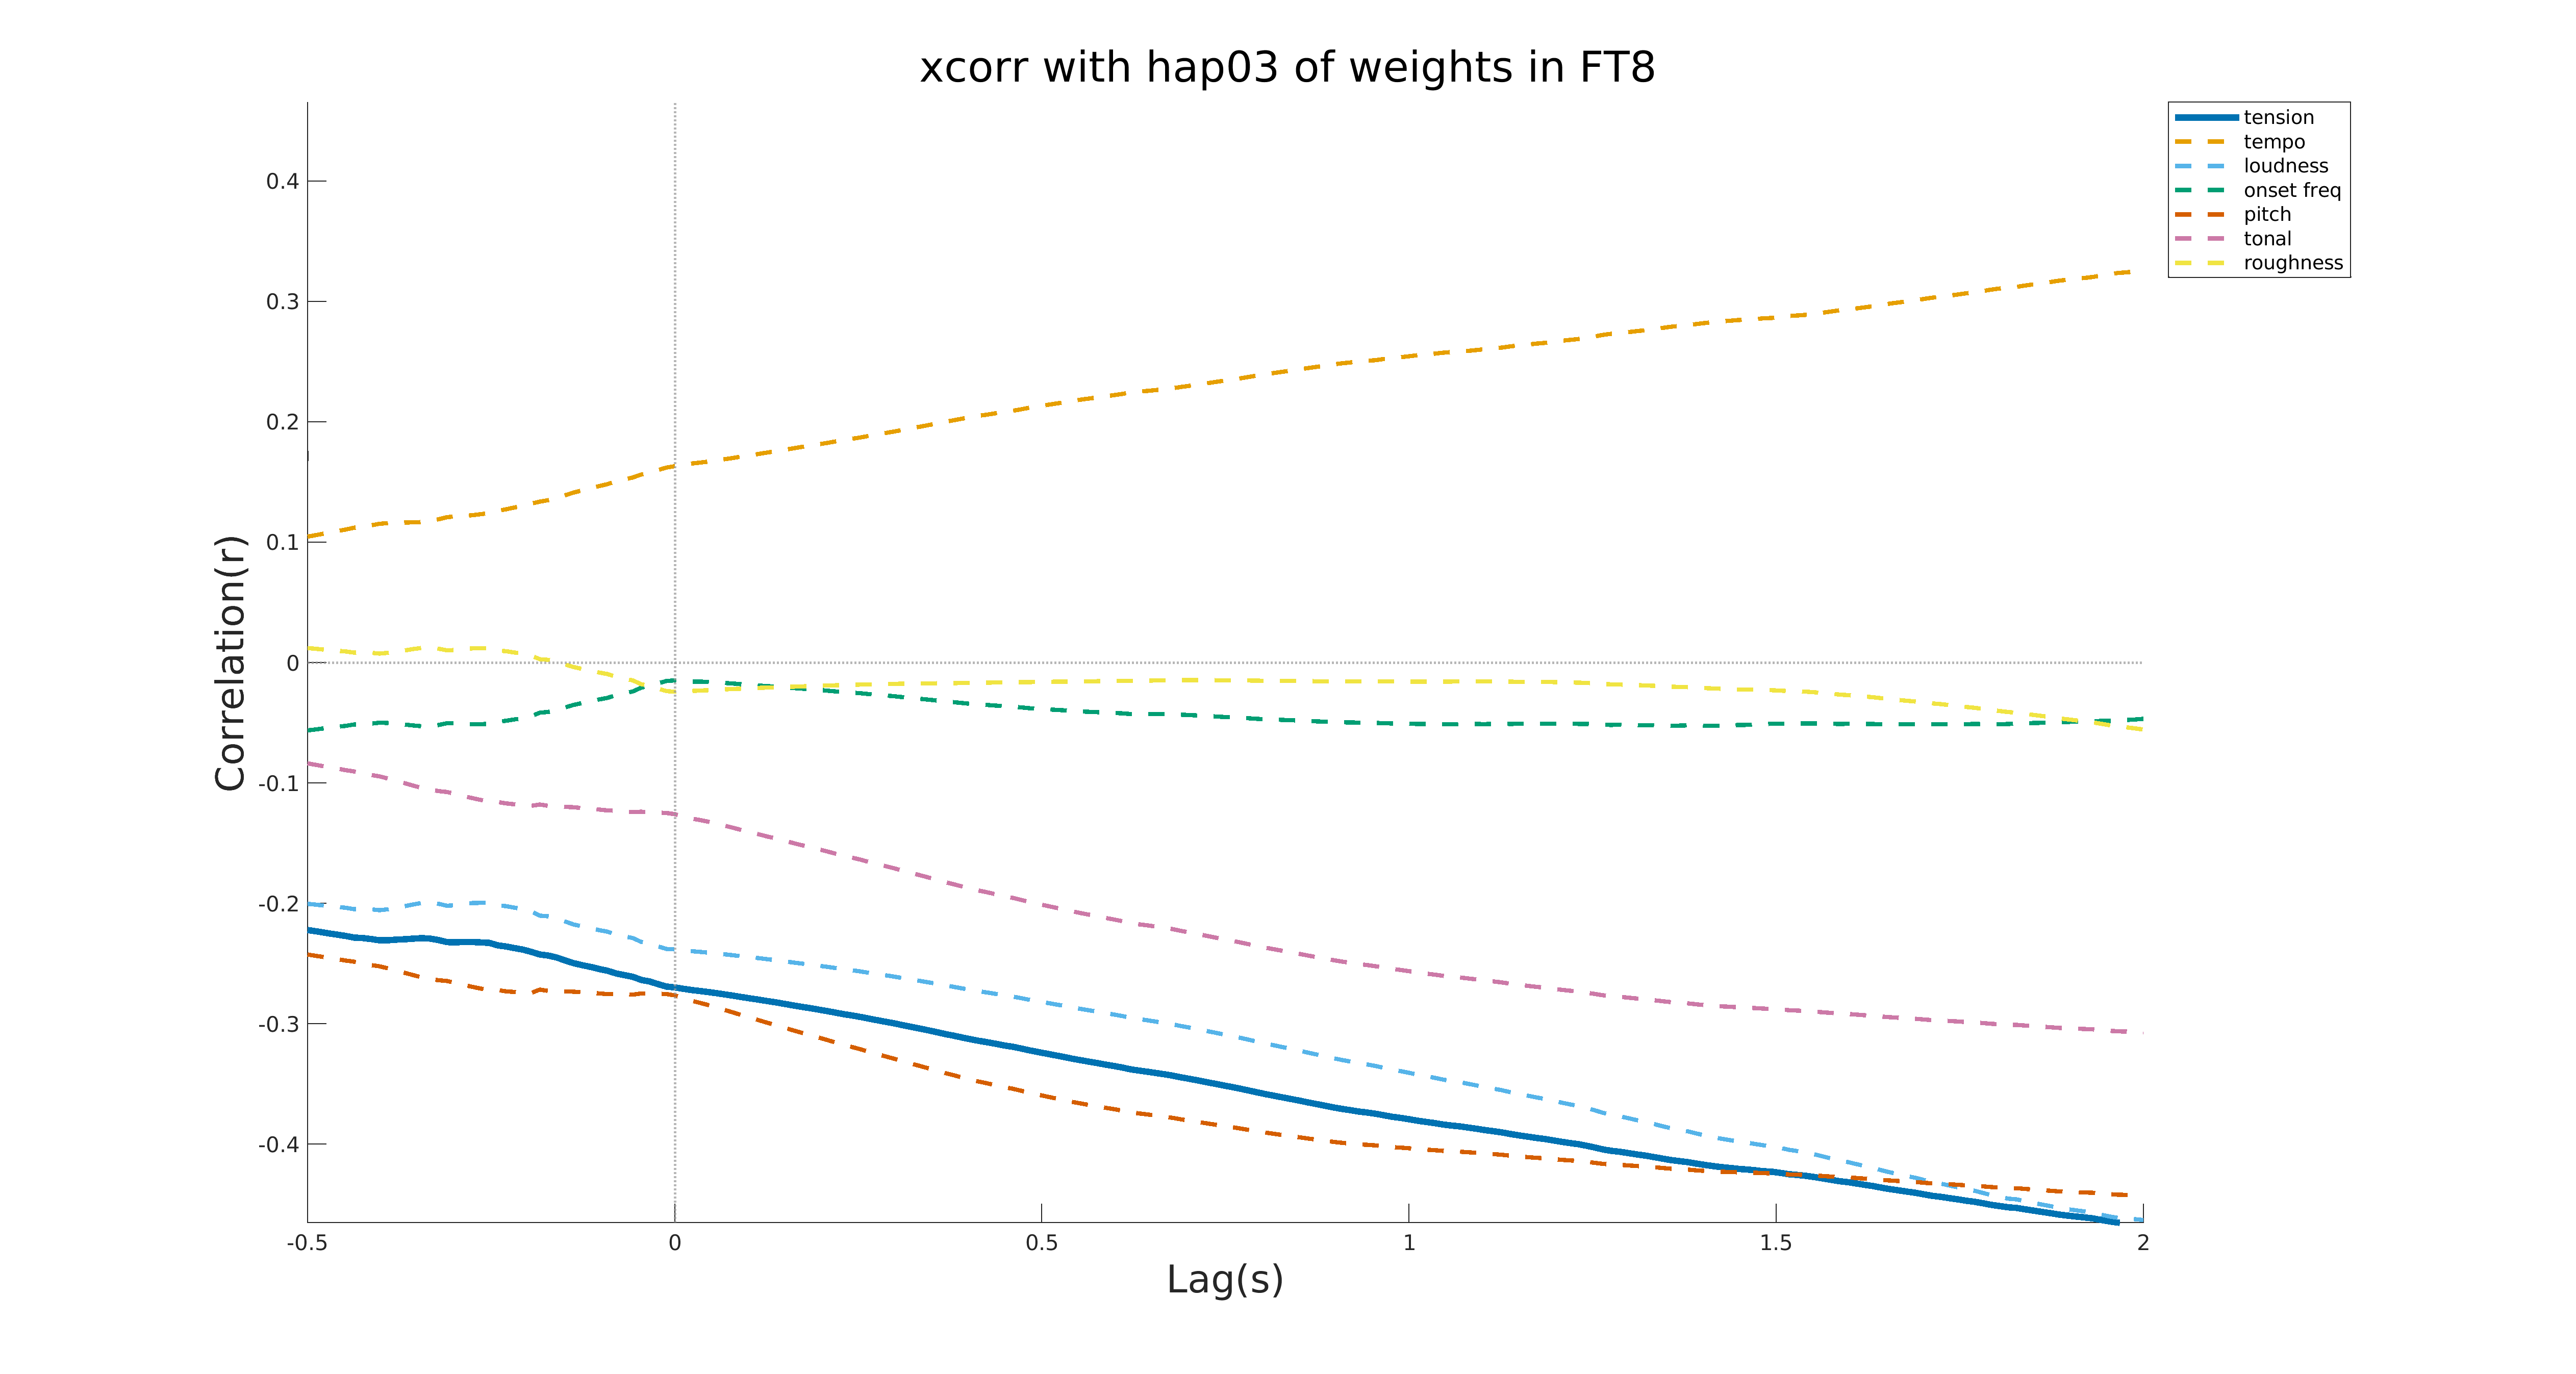 xcorr with hap03 of weights in FT8
tension
tempo
loudness
onset freq
pitch
tonal
roughness
Correlation(r)
0.4
0.3
0.2
0.1
0
-0.1
-0.2
-0.3
-0.4
-0.5
0
0.5
1
1.5
2
Lag(s)